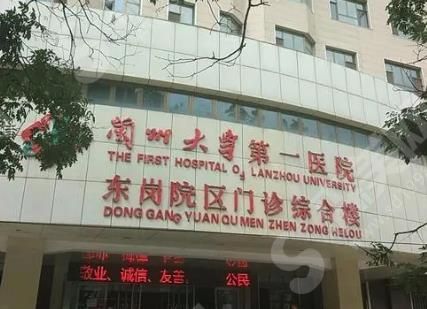 兰州大学第一医院
THE FIRST HOSPITAL OF LANZHOU UNIVERSITY
东岗院区门诊综合楼
DONG GANG YUAN QU MEN ZHEN ZONG HE LOU
敬业、诚信、友善 公民